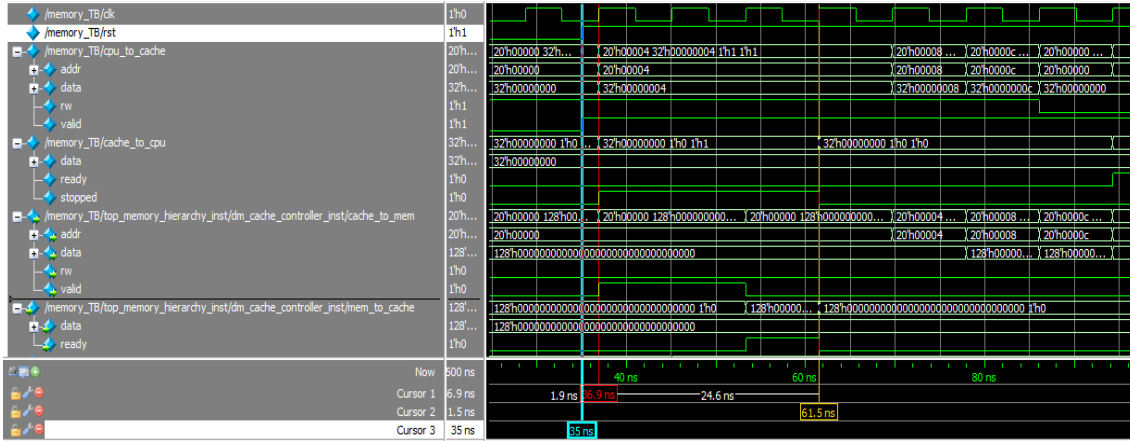 /memory_TB/clk 1'h0
/memory_TB/rst 1'h1
/memory_TB/cpu_to_cache 20'h... 20'h00000 32'h... 20'h00004 32'h00000004 1'h1 1'h1 20'h00008 ... 20'h0000c ... 20'h00000 ...
addr 20'h... 20'h00000 20'h00004 20'h00008 20'h0000c 20'h00000
data 32'h... 32'h00000000 32'h00000004 32'h00000008 32'h0000000c 32'h00000000
rw 1'h1
valid 1'h1
/memory_TB/cache_to_cpu 32'h... 32'h00000000 1'h0 ... 32'h00000000 1'h0 1'h1 32'h00000000 1'h0 1'h0
data 32'h... 32'h00000000
ready 1'h0
stopped 1'h0
/memory_TB/top_memory_hierarchy_inst/dm_cache_controller_inst/cache_to_mem 20'h... 20'h00000 128'h00... 20'h00000 128'h000000000... 20'h00000 128'h000000000... 20'h00004 ... 20'h00008 ... 20'h0000c ...
addr 20'h... 20'h00000 20'h00004 20'h00008 20'h0000c
data 128'... 128'h00000000000000000000000000000000 128'h00000... 128'h00000...
rw 1'h0
valid 1'h0
/memory_TB/top_memory_hierarchy_inst/dm_cache_controller_inst/mem_to_cache 128'... 128'h00000000000000000000000000000000 1'h0 128'h00000... 128'h00000000000000000000000000000000 1'h0
data 128'... 128'h00000000000000000000000000000000
ready 1'h0
Now 500 ns 40 ns 60 ns 80 ns
Cursor 1 6.9 ns 1.9 ns 36.9 ns 24.6 ns
Cursor 2 1.5 ns 61.5 ns
Cursor 3 35 ns 35 ns